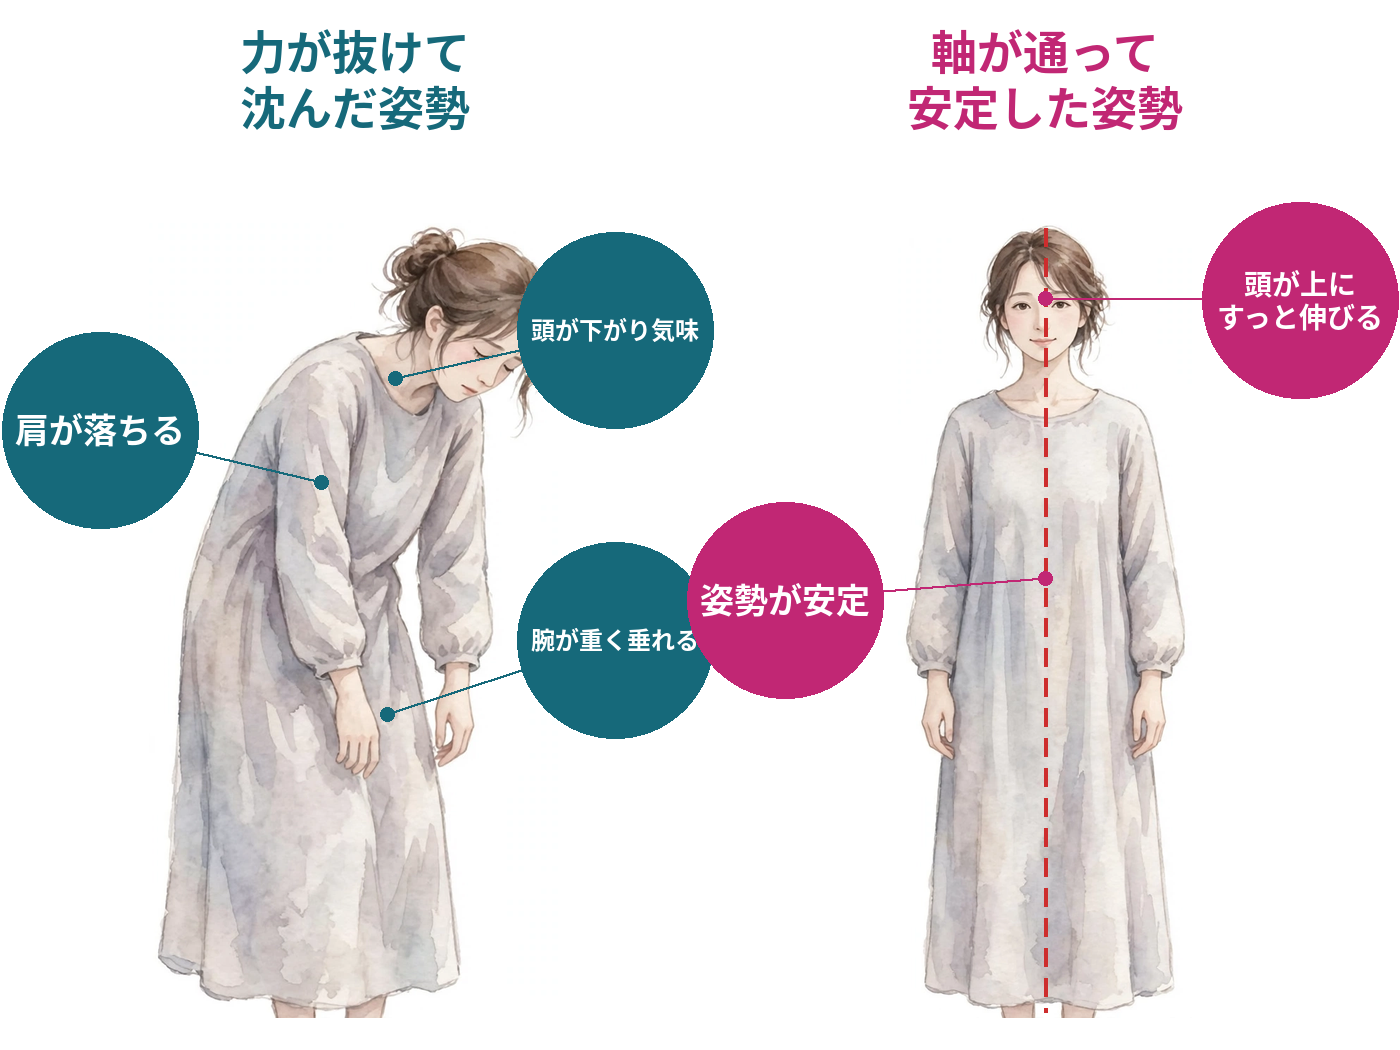 力が抜けて
沈んだ姿勢
頭が下がり気味
肩が落ちる
腕が重く垂れる
軸が通って
安定した姿勢
頭が上に
すっと伸びる
姿勢が安定